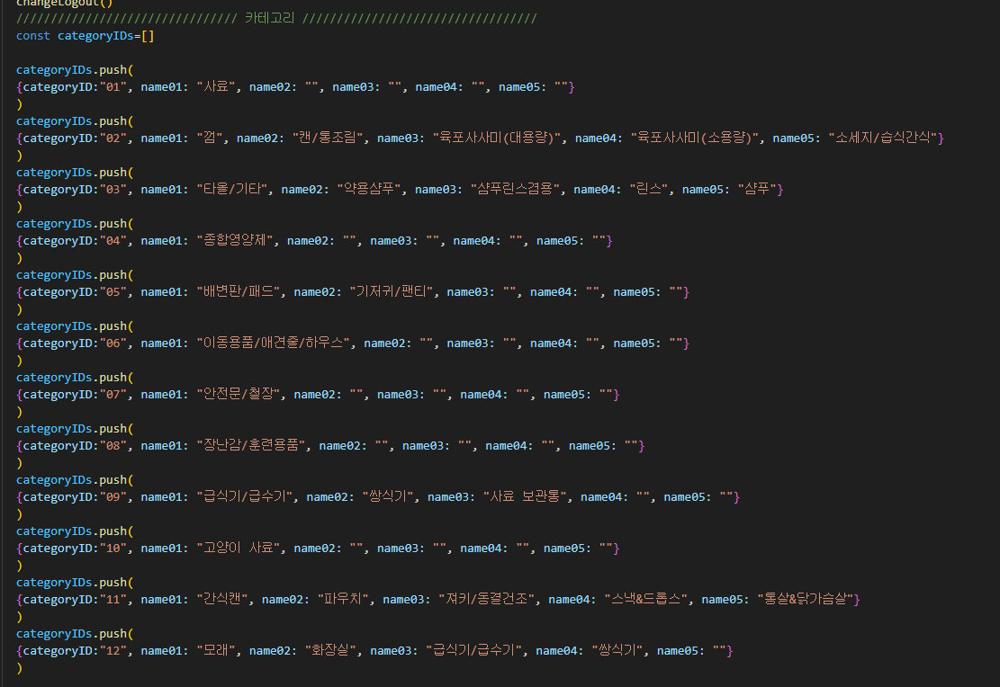 changeLogout()
//////////////////////////////// 카테고리 //////////////////////////////////
const categoryIDs=[]
categoryIDs.push(
{categoryID:"01", name01: "사료", name02: "", name03: "", name04: "", name05: ""}
)
categoryIDs.push(
{categoryID:"02", name01: "껌", name02: "캔/통조림", name03: "육포사사미(대용량)", name04: "육포사사미(소용량)", name05: "소세지/습식간식"}
)
categoryIDs.push(
{categoryID:"03", name01: "타올/기타", name02: "약용샴푸", name03: "샴푸린스겸용", name04: "린스", name05: "샴푸"}
)
categoryIDs.push(
{categoryID:"04", name01: "종합영양제", name02: "", name03: "", name04: "", name05: ""}
)
categoryIDs.push(
{categoryID:"05", name01: "배변판/패드", name02: "기저귀/팬티", name03: "", name04: "", name05: ""}
)
categoryIDs.push(
{categoryID:"06", name01: "이동용품/애견줄/하우스", name02: "", name03: "", name04: "", name05: ""}
)
categoryIDs.push(
{categoryID:"07", name01: "안전문/철장", name02: "", name03: "", name04: "", name05: ""}
)
categoryIDs.push(
{categoryID:"08", name01: "장난감/훈련용품", name02: "", name03: "", name04: "", name05: ""}
)
categoryIDs.push(
{categoryID:"09", name01: "급식기/급수기", name02: "쌍식기", name03: "사료 보관통", name04: "", name05: ""}
)
categoryIDs.push(
{categoryID:"10", name01: "고양이 사료", name02: "", name03: "", name04: "", name05: ""}
)
categoryIDs.push(
{categoryID:"11", name01: "간식캔", name02: "파우치", name03: "져키/동결건조", name04: "스낵&드롭스", name05: "통살&닭가슴살"}
)
categoryIDs.push(
{categoryID:"12", name01: "모래", name02: "화장실", name03: "급식기/급수기", name04: "쌍식기", name05: ""}
)